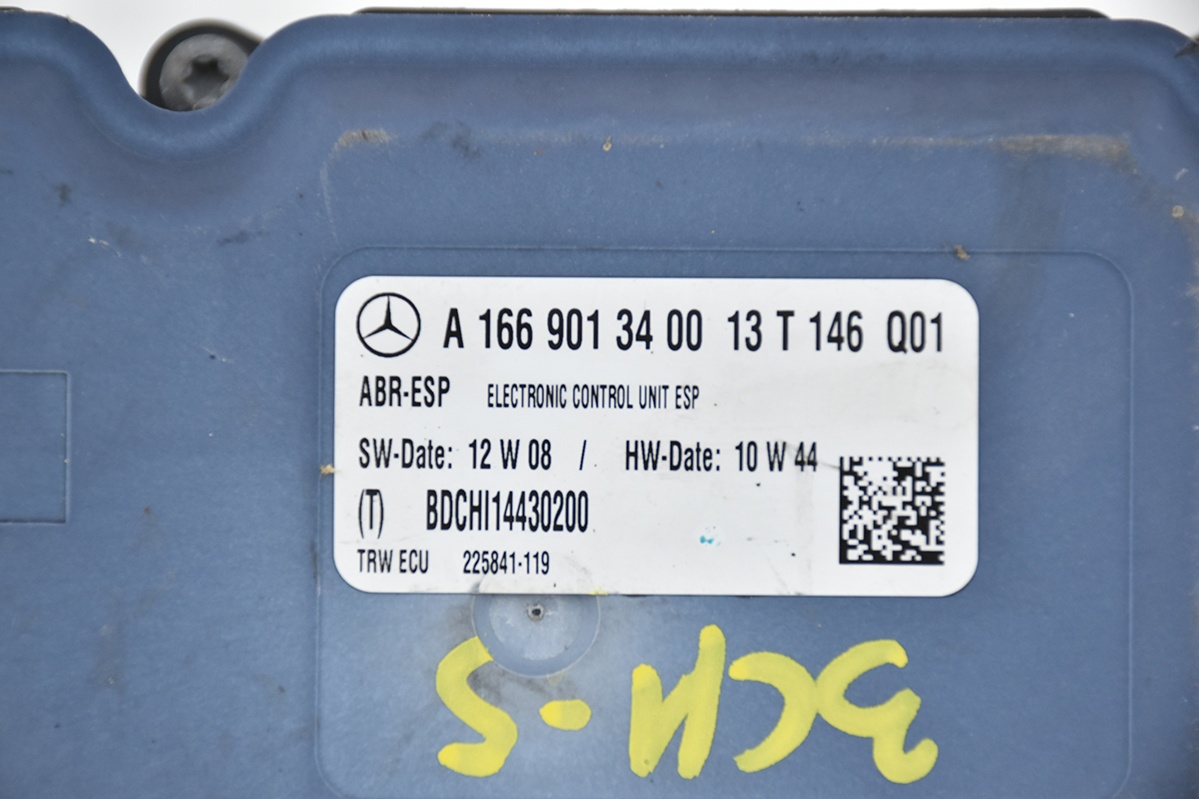 A 166 901 34 00 13 T 146 Q01
ABR-ESP ELECTRONIC CONTROL UNIT ESP
SW-Date: 12 W 08 / HW-Date: 10 W 44
(T) BDCHI14430200
TRW ECU 225841-119